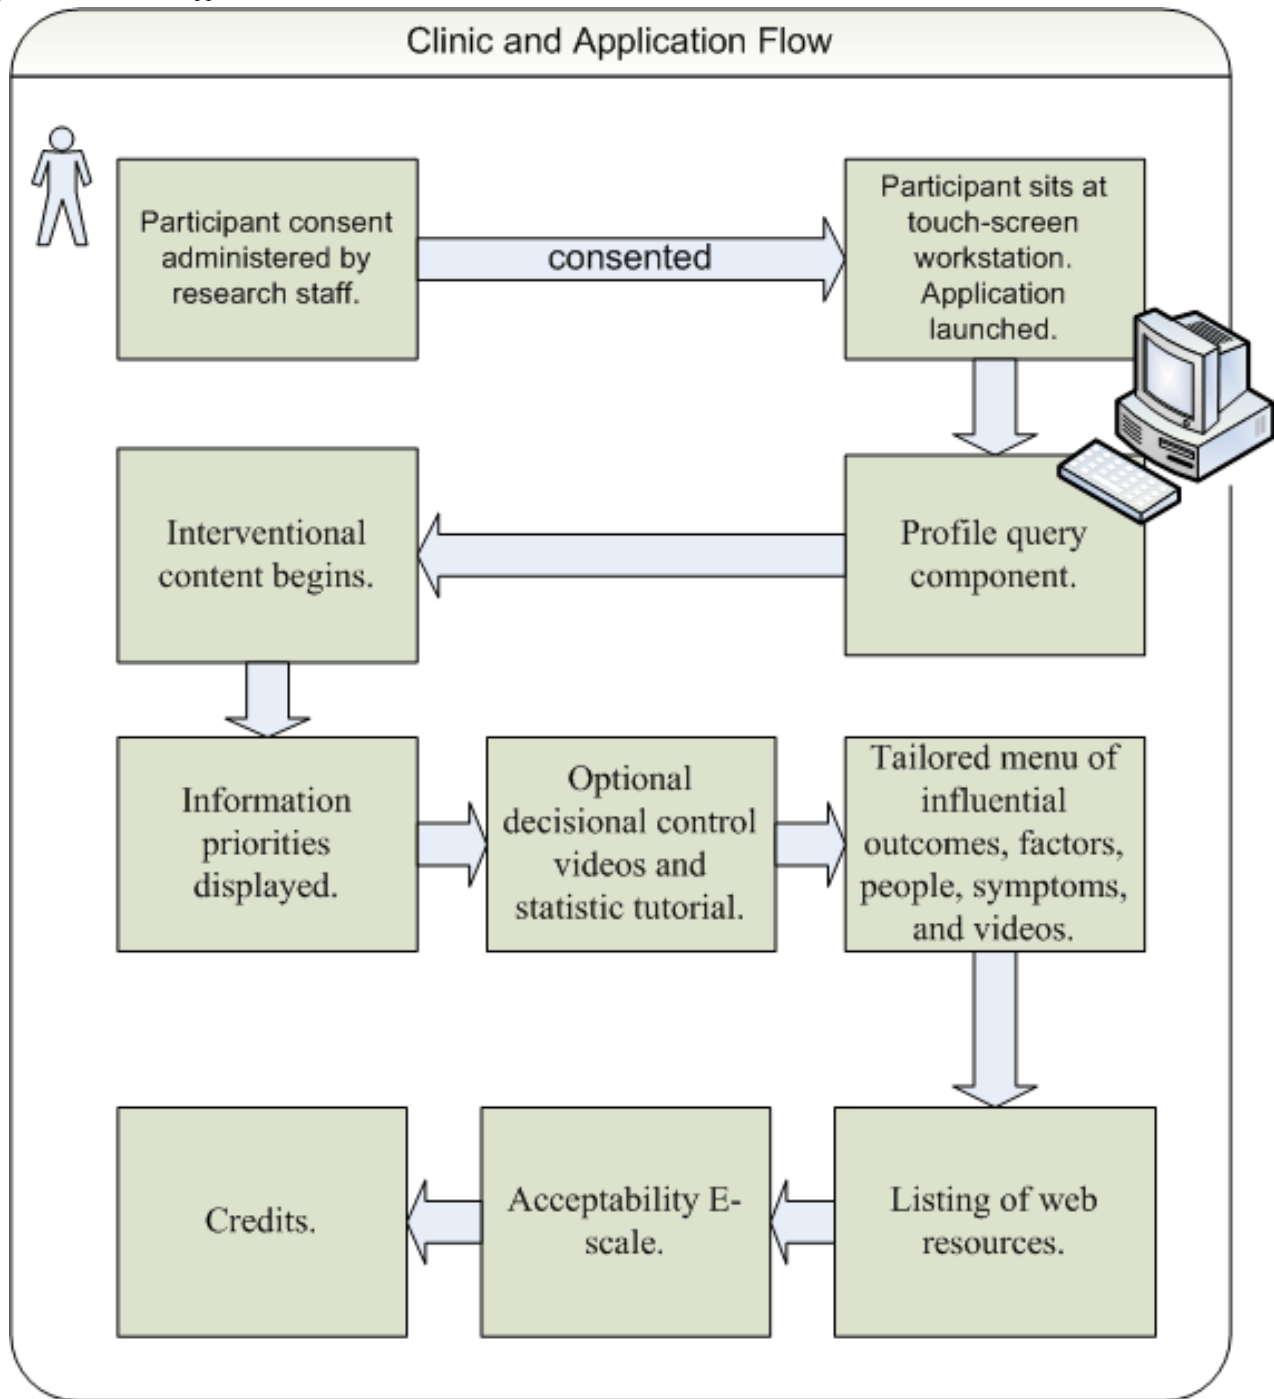 Clinic and Application Flow
Participant consent
administered by
research staff.
consented
Participant sits at
touch-screen
workstation.
Application
launched.
Profile query
component.
Interventional
content begins.
Information
priorities
displayed.
Optional
decisional control
videos and
statistic tutorial.
Tailored menu of
influential
outcomes, factors,
people, symptoms,
and videos.
Listing of web
resources.
Acceptability E-
scale.
Credits.